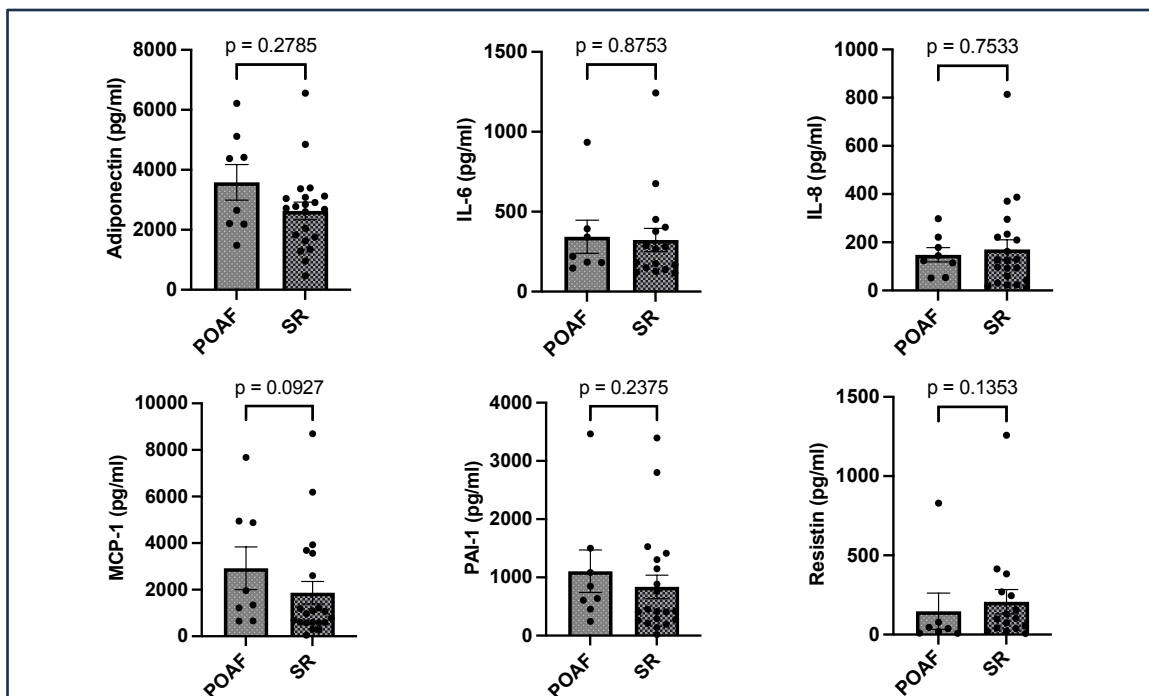 p = 0.2785
8000
6000
4000
2000
0
Adiponectin (pg/ml)
POAF
SR
p = 0.8753
1500
1000
500
0
IL-6 (pg/ml)
POAF
SR
p = 0.7533
1000
800
600
400
200
0
IL-8 (pg/ml)
POAF
SR
p = 0.0927
10000
8000
6000
4000
2000
0
MCP-1 (pg/ml)
POAF
SR
p = 0.2375
4000
3000
2000
1000
0
PAI-1 (pg/ml)
POAF
SR
p = 0.1353
1500
1000
500
0
Resistin (pg/ml)
POAF
SR